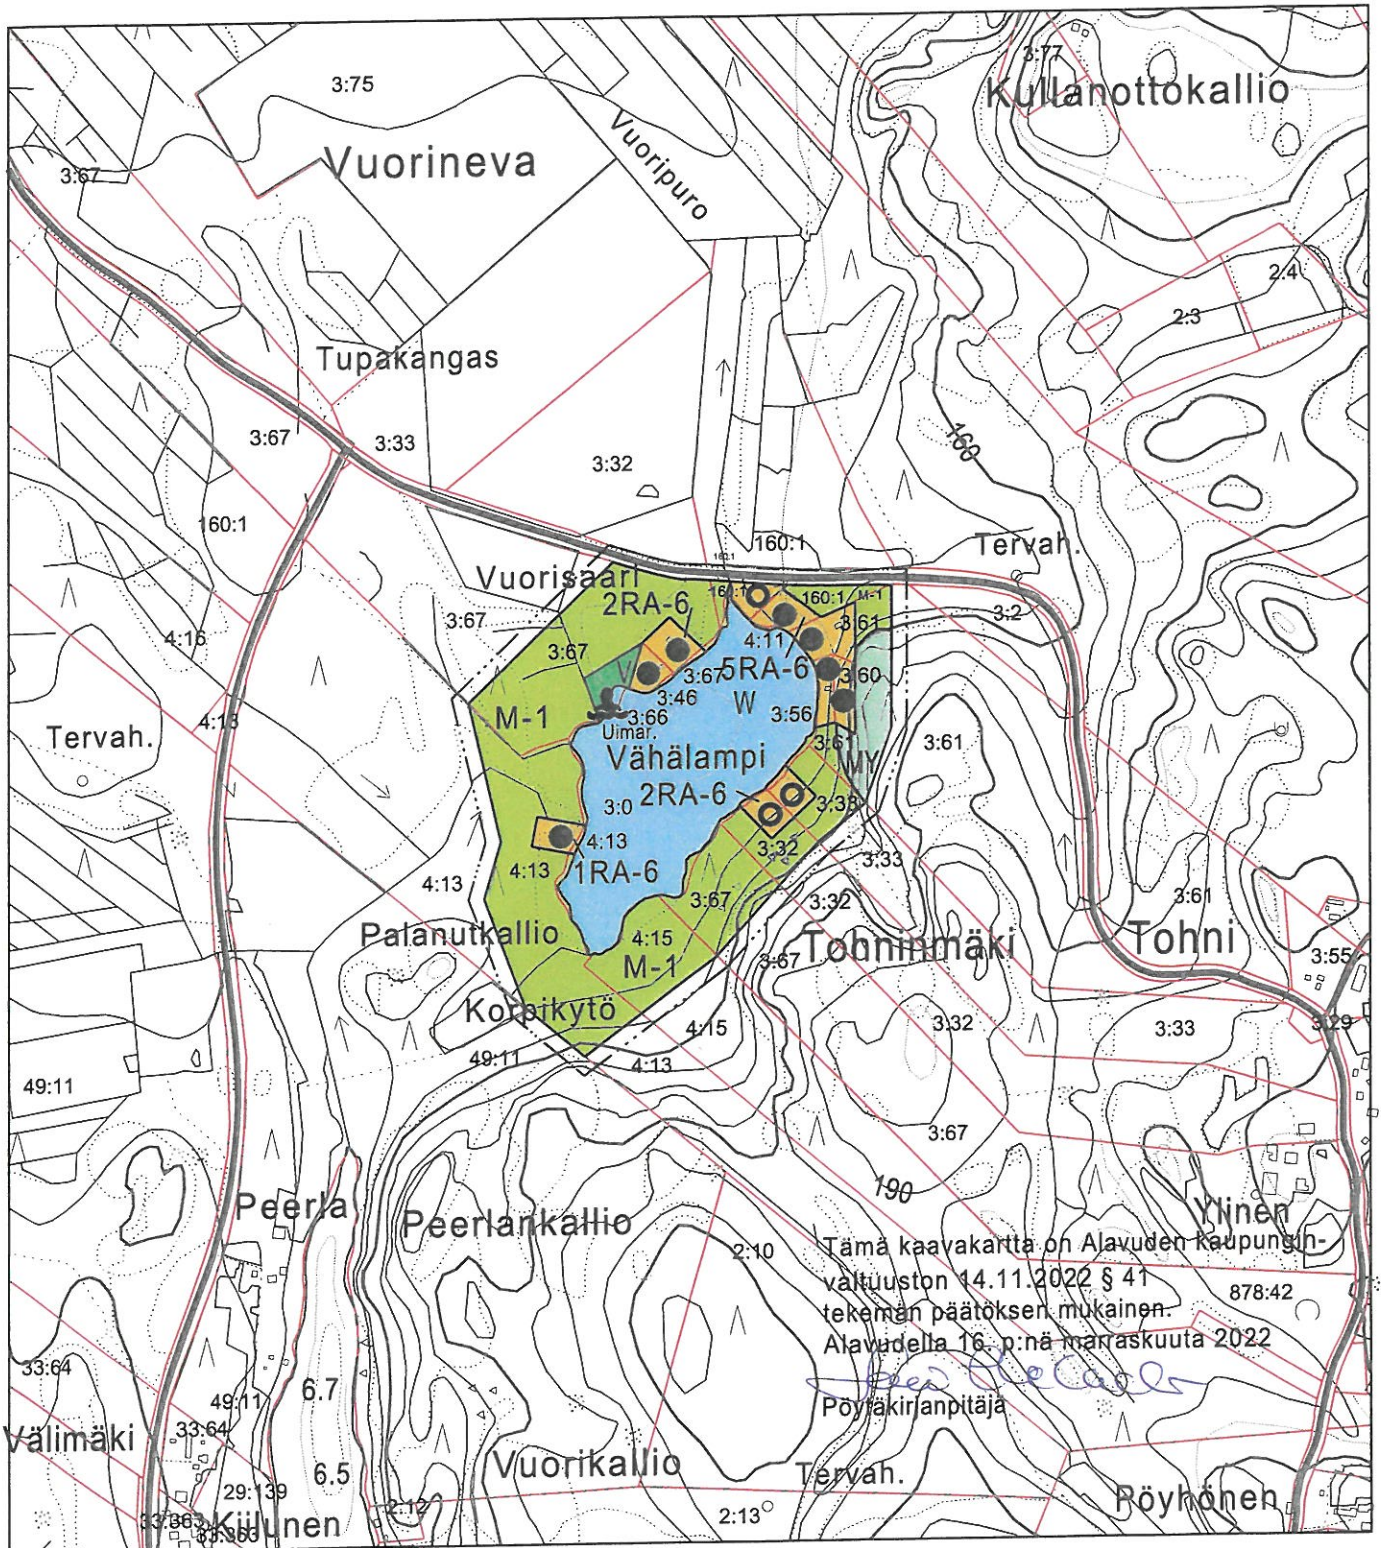 3:77
Kullanottokallio
3:75
Vuorineva
Vuoripuro
3:67
2:4
2:3
Tupakangas
3:67
3:33
3:32
160
160:1
160:1
160:1
Tervah.
Vuorisaari
2RA-6
160:1
160:1
M-1
3:2
3:67
3:61
4:16
3:67
4:11
V
3:67
5RA-6
3:60
3:46
W
4:13
M-1
3:66
3:56
Tervah.
Uimar.
3:61
3:61
Vähälampi
MY
2RA-6
3:33
3:0
4:13
3:32
4:13
4:13
1RA-6
3:33
3:67
3:32
3:61
Palanutkallio
4:15
Tohninmäki
Tohni
M-1
3:67
3:55
Korpikytö
4:15
3:32
3:33
3:29
49:11
4:13
49:11
3:67
190
Peerla
Peerlankallio
Ylinen
2:10
Tämä kaavakartta on Alavuden kaupungin-
valtuuston 14.11.2022 § 41
878:42
tekemän päätöksen mukainen.
Alavudella 16. p:nä marraskuuta 2022
33:64
6.7
49:11
Pöytäkirjanpitäjä
33:64
Välimäki
6.5
Vuorikallio
Tervah.
29:139
Pöyhönen
2:12
2:13
Kiilunen